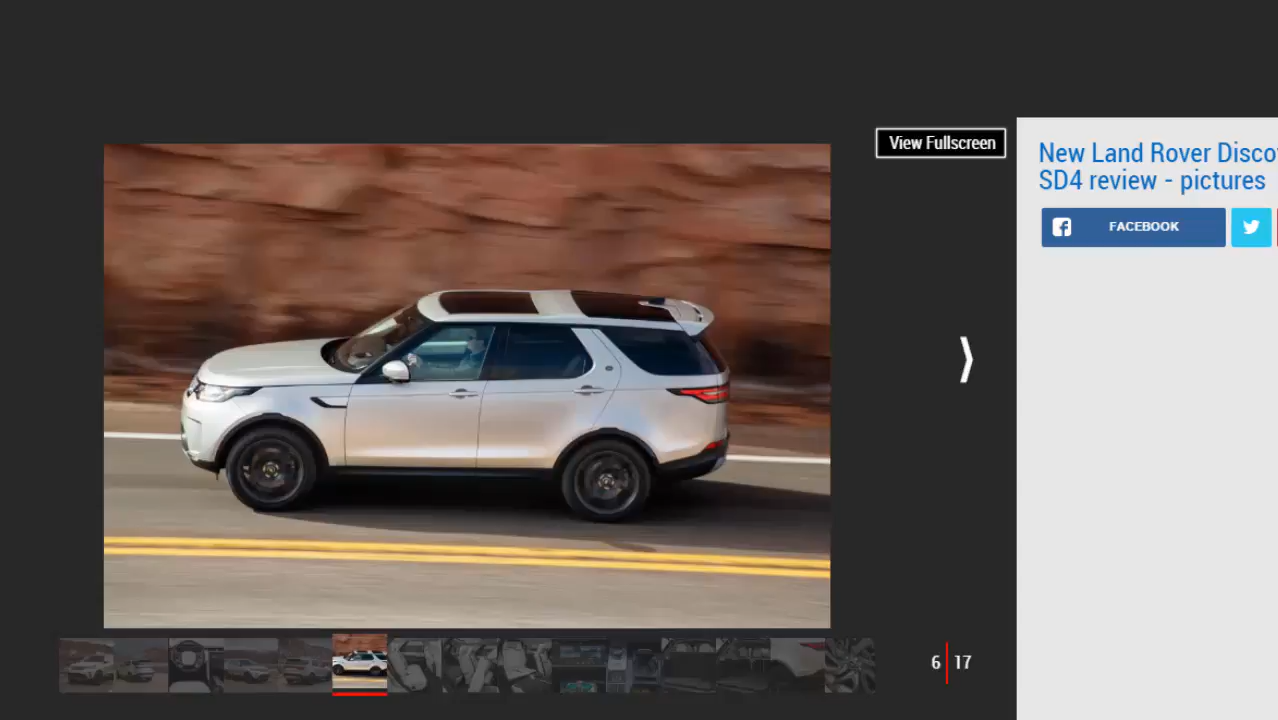 View Fullscreen
New Land Rover Disco
SD4 review - pictures
FACEBOOK
6 17